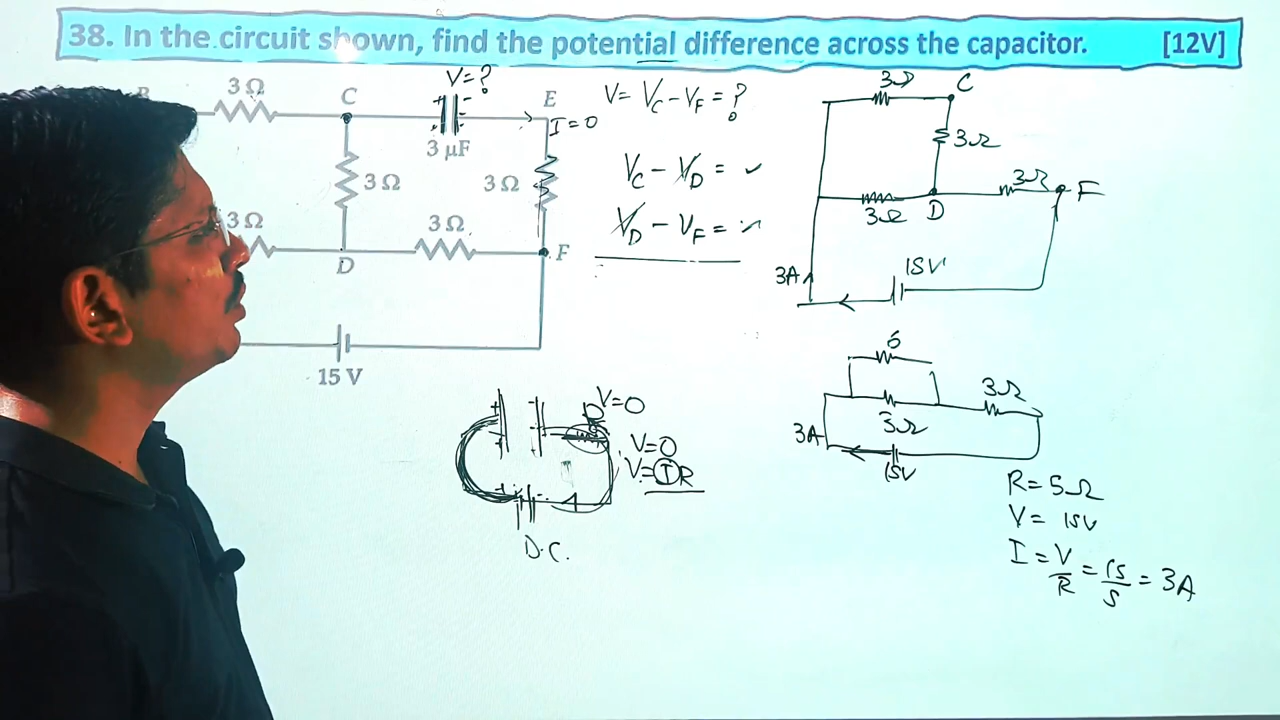 38. In the circuit shown, find the potential difference across the capacitor. [12V]
3 Ω
C
V=?
E
I=0
3 μF
3 Ω
3 Ω
3 Ω
3 Ω
D
F
15 V
V= V_C - V_F = ?
V_C - V_D = ✓
V_D - V_F = ✓
3Ω
C
3Ω
3Ω
F
3Ω
D
3A
15V
6
3Ω
3Ω
3A
15V
R= 5Ω
V= 15V
I = V/R = 15/5 = 3A
V=0
V=0
V=IR
D.C.